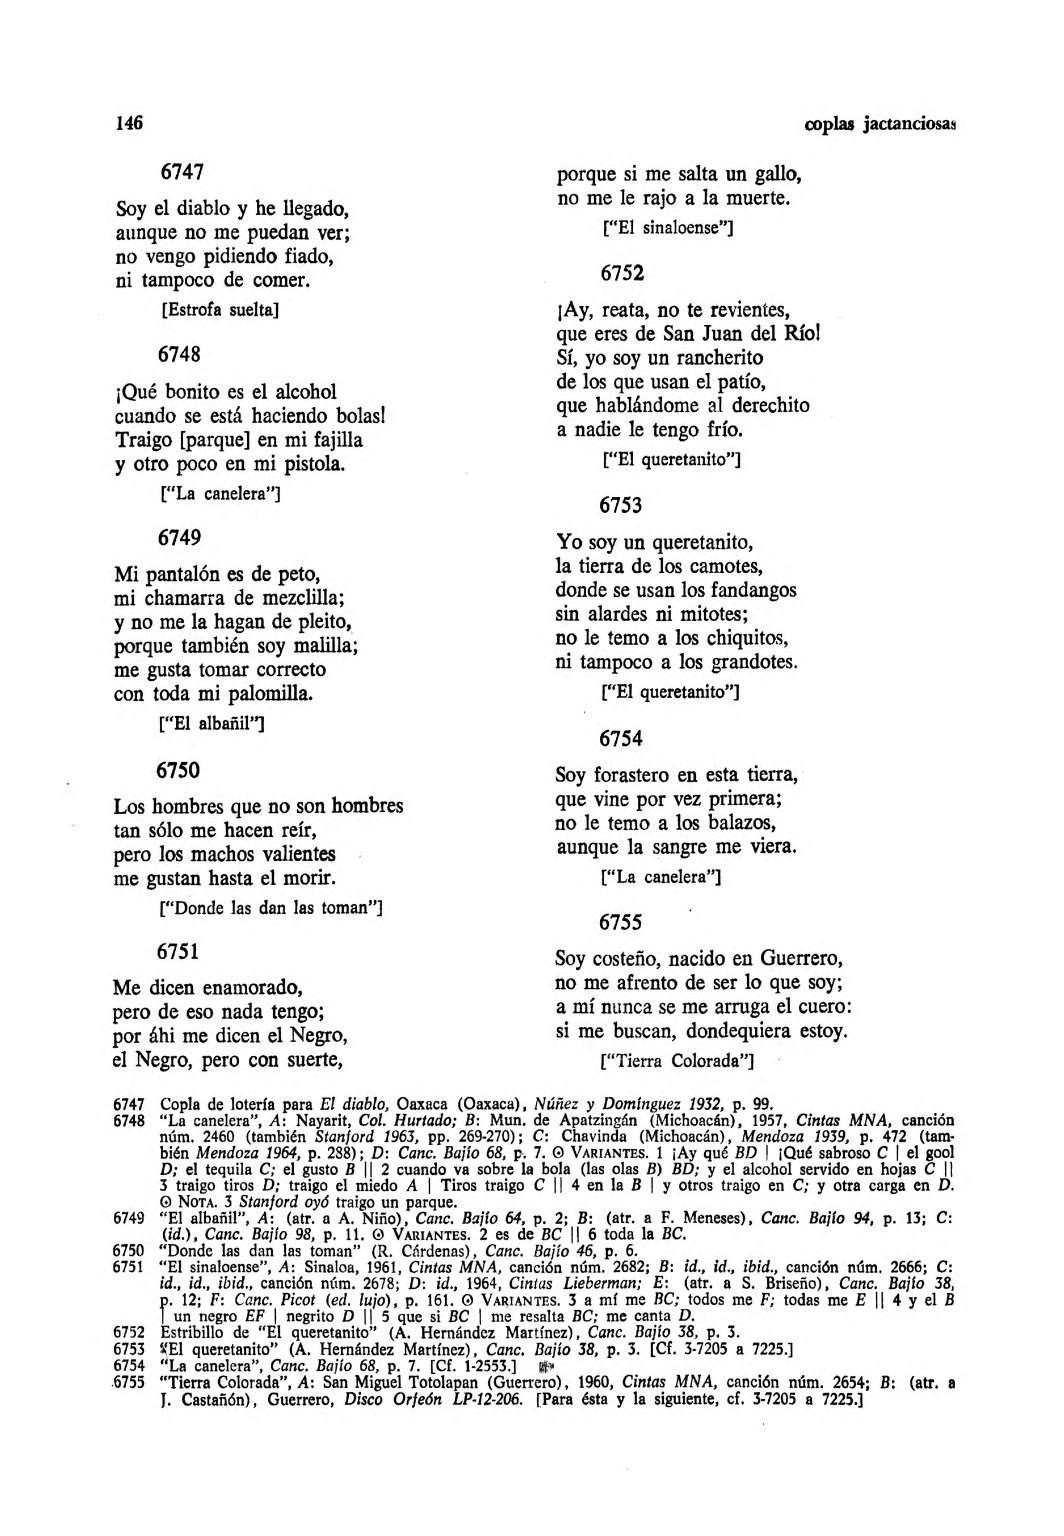 146
coplas jactanciosas
6747
Soy el diablo y he llegado,
aunque no me puedan ver;
no vengo pidiendo fiado,
ni tampoco de comer.
[Estrofa suelta]
6748
¡Qué bonito es el alcohol
cuando se está haciendo bolas!
Traigo [parque] en mi fajilla
y otro poco en mi pistola.
["La canelera"]
6749
Mi pantalón es de peto,
mi chamarra de mezclilla;
y no me la hagan de pleito,
porque también soy malilla;
me gusta tomar correcto
con toda mi palomilla.
["El albañil"]
6750
Los hombres que no son hombres
tan sólo me hacen reír,
pero los machos valientes
me gustan hasta el morir.
["Donde las dan las toman"]
6751
Me dicen enamorado,
pero de eso nada tengo;
por áhi me dicen el Negro,
el Negro, pero con suerte,
porque si me salta un gallo,
no me le rajo a la muerte.
["El sinaloense"]
6752
¡Ay, reata, no te revientes,
que eres de San Juan del Río!
Sí, yo soy un rancherito
de los que usan el patío,
que hablándome al derechito
a nadie le tengo frío.
["El queretanito"]
6753
Yo soy un queretanito,
la tierra de los camotes,
donde se usan los fandangos
sin alardes ni mitotes;
no le temo a los chiquitos,
ni tampoco a los grandotes.
["El queretanito"]
6754
Soy forastero en esta tierra,
que vine por vez primera;
no le temo a los balazos,
aunque la sangre me viera.
["La canelera"]
6755
Soy costeño, nacido en Guerrero,
no me afrento de ser lo que soy;
a mí nunca se me arruga el cuero:
si me buscan, dondequiera estoy.
["Tierra Colorada"]
6747 Copla de lotería para El diablo, Oaxaca (Oaxaca), Núñez y Domínguez 1932, p. 99.
6748 "La canelera", A: Nayarit, Col. Hurtado; B: Mun. de Apatzingán (Michoacán), 1957, Cintas MNA, canción
núm. 2460 (también Stanford 1963, pp. 269-270); C: Chavinda (Michoacán), Mendoza 1939, p. 472 (tam-
bién Mendoza 1964, p. 288); D: Canc. Bajío 68, p. 7. ⊙ VARIANTES. 1 ¡Ay qué BD | ¡Qué sabroso C | el gool
D; el tequila C; el gusto B || 2 cuando va sobre la bola (las olas B) BD; y el alcohol servido en hojas C ||
3 traigo tiros D; traigo el miedo A | Tiros traigo C || 4 en la B | y otros traigo en C; y otra carga en D.
⊙ NOTA. 3 Stanford oyó traigo un parque.
6749 "El albañil", A: (atr. a A. Niño), Canc. Bajío 64, p. 2; B: (atr. a F. Meneses), Canc. Bajío 94, p. 13; C:
(id.), Canc. Bajío 98, p. 11. ⊙ VARIANTES. 2 es de BC || 6 toda la BC.
6750 "Donde las dan las toman" (R. Cárdenas), Canc. Bajío 46, p. 6.
6751 "El sinaloense", A: Sinaloa, 1961, Cintas MNA, canción núm. 2682; B: id., id., ibid., canción núm. 2666; C:
id., id., ibid., canción núm. 2678; D: id., 1964, Cintas Lieberman; E: (atr. a S. Briseño), Canc. Bajío 38,
p. 12; F: Canc. Picot (ed. lujo), p. 161. ⊙ VARIANTES. 3 a mí me BC; todos me F; todas me E || 4 y el B
| un negro EF | negrito D || 5 que si BC | me resalta BC; me canta D.
6752 Estribillo de "El queretanito" (A. Hernández Martínez), Canc. Bajío 38, p. 3.
6753 "El queretanito" (A. Hernández Martínez), Canc. Bajío 38, p. 3. [Cf. 3-7205 a 7225.]
6754 "La canelera", Canc. Bajío 68, p. 7. [Cf. 1-2553.]
6755 "Tierra Colorada", A: San Miguel Totolapan (Guerrero), 1960, Cintas MNA, canción núm. 2654; B: (atr. a
J. Castañón), Guerrero, Disco Orfeón LP-12-206. [Para ésta y la siguiente, cf. 3-7205 a 7225.]